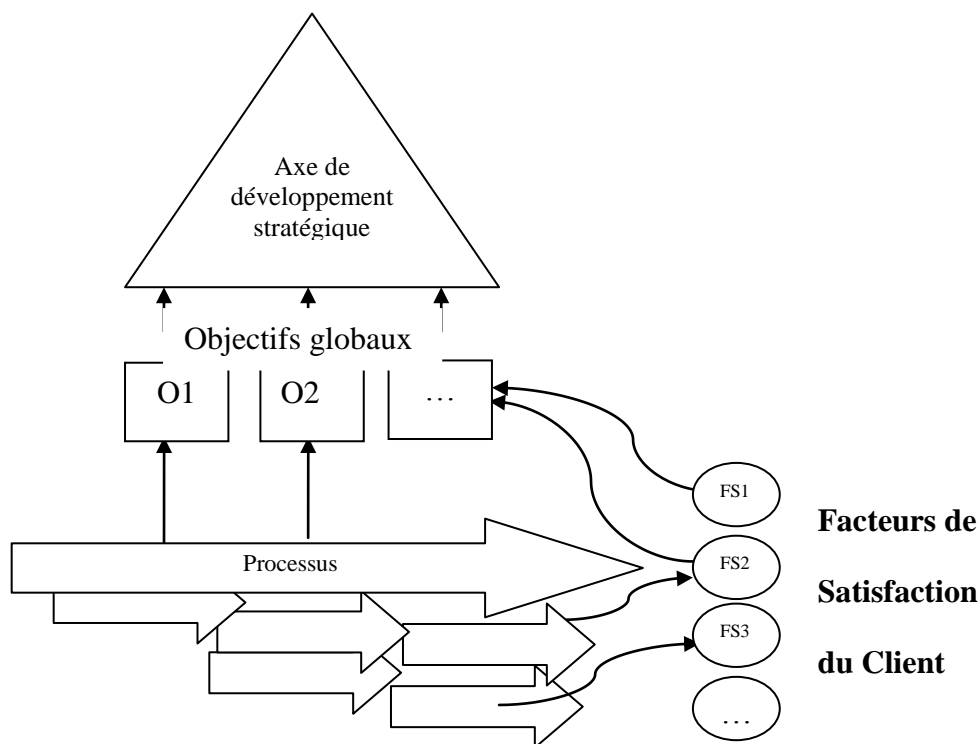 Axe de
développement
stratégique
Objectifs globaux
O1
O2
…
FS1
Facteurs de
Processus
FS2
Satisfaction
FS3
du Client
…